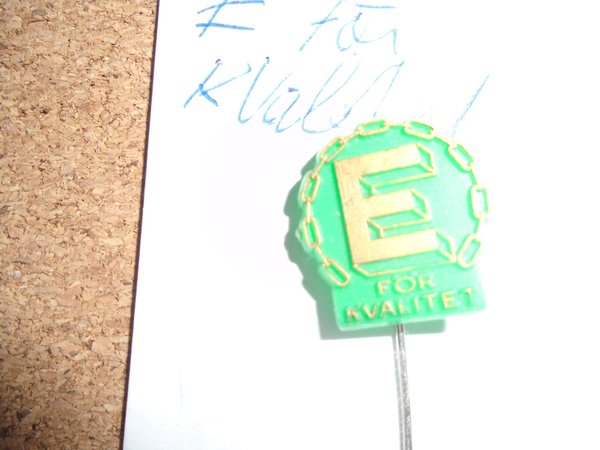 E för
Kvalitet
E
FÖR
KVALITET